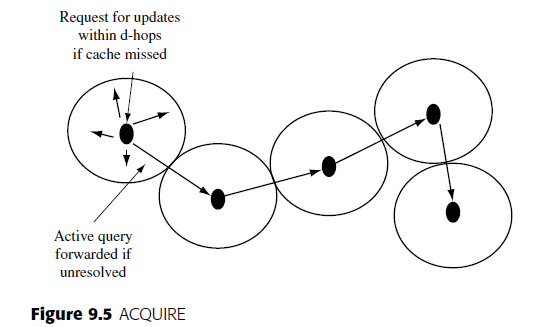 Request for updates
within d-hops
if cache missed
Active query
forwarded if
unresolved
Figure 9.5 ACQUIRE